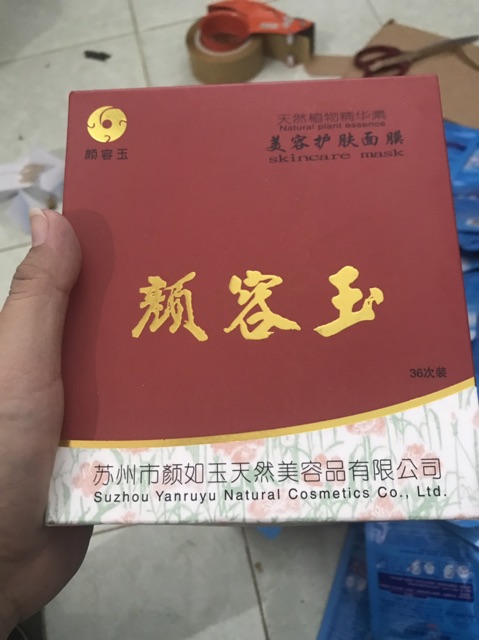 颜容玉
天然植物精华素
Natural plant essence
美容护肤面膜
skincare mask
颜容玉
36次装
苏州市颜如玉天然美容品有限公司
Suzhou Yanruyu Natural Cosmetics Co., Ltd.